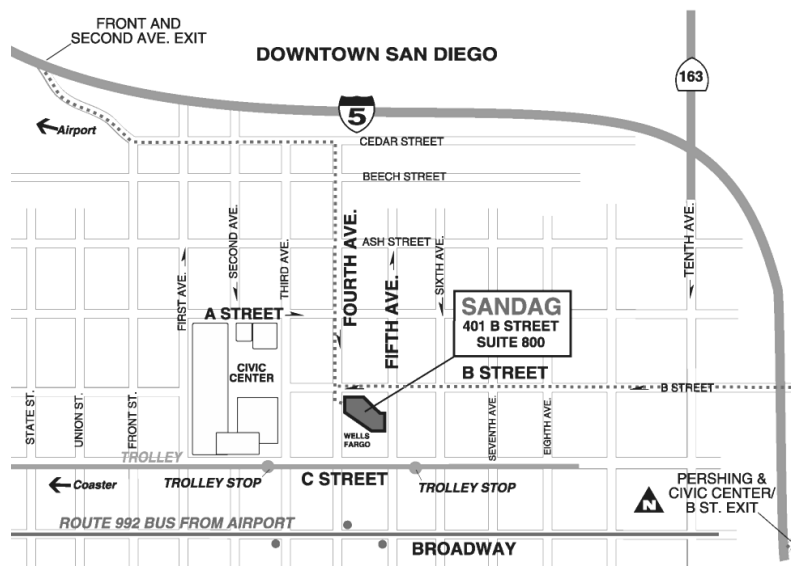 FRONT AND
SECOND AVE. EXIT
DOWNTOWN SAN DIEGO
163
5
Airport
CEDAR STREET
BEECH STREET
ASH STREET
FIRST AVE.
SECOND AVE.
THIRD AVE.
FOURTH AVE.
FIFTH AVE.
SIXTH AVE.
TENTH AVE.
A STREET
SANDAG
401 B STREET
SUITE 800
CIVIC
CENTER
B STREET
B STREET
STATE ST.
UNION ST.
FRONT ST.
SEVENTH AVE.
EIGHTH AVE.
WELLS
FARGO
TROLLEY
Coaster
TROLLEY STOP
C STREET
TROLLEY STOP
PERSHING &
CIVIC CENTER/
B ST. EXIT
N
ROUTE 992 BUS FROM AIRPORT
BROADWAY